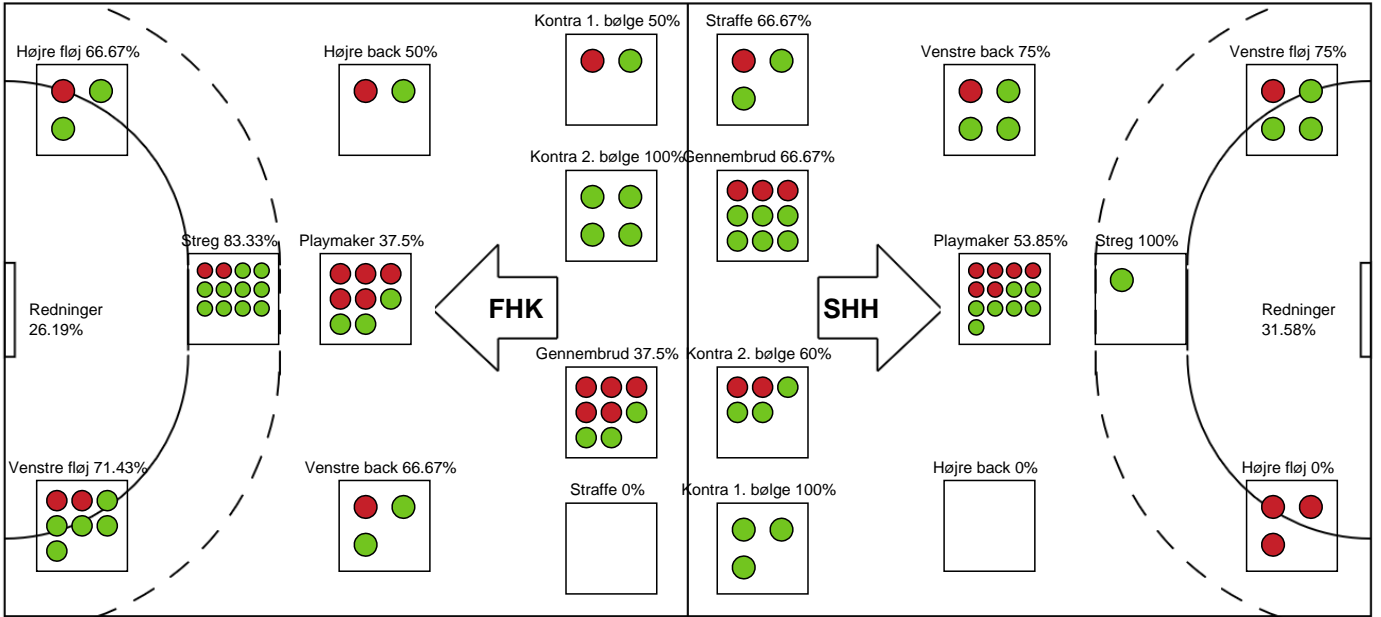 Kontra 1. bølge 50%
Straffe 66.67%
Højre fløj 66.67%
Højre back 50%
Venstre back 75%
Venstre fløj 75%
Kontra 2. bølge 100%
Gennembrud 66.67%
Streg 83.33%
Playmaker 37.5%
Playmaker 53.85%
Streg 100%
Redninger
26.19%
FHK
SHH
Redninger
31.58%
Gennembrud 37.5%
Kontra 2. bølge 60%
Venstre fløj 71.43%
Venstre back 66.67%
Højre back 0%
Højre fløj 0%
Straffe 0%
Kontra 1. bølge 100%